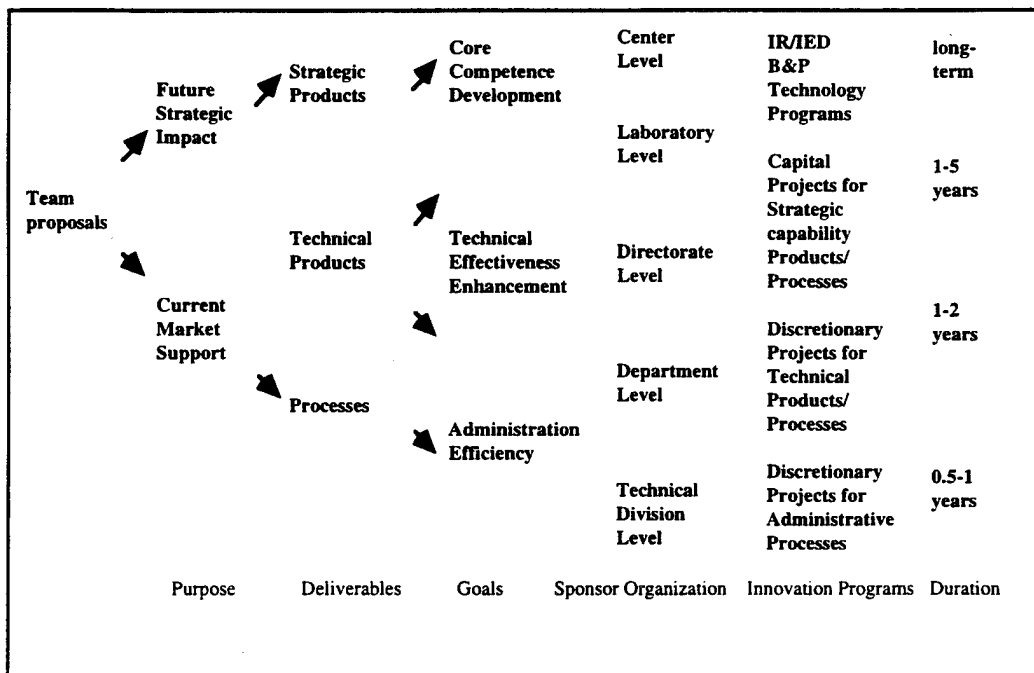 Team
proposals
Future
Strategic
Impact
Current
Market
Support
Strategic
Products
Technical
Products
Processes
Core
Competence
Development
Technical
Effectiveness
Enhancement
Administration
Efficiency
Center
Level
Laboratory
Level
Directorate
Level
Department
Level
Technical
Division
Level
IR/IED
B&P
Technology
Programs
Capital
Projects for
Strategic
capability
Products/
Processes
Discretionary
Projects for
Technical
Products/
Processes
Discretionary
Projects for
Administrative
Processes
long-
term
1-5
years
1-2
years
0.5-1
years
Purpose
Deliverables
Goals
Sponsor Organization
Innovation Programs
Duration